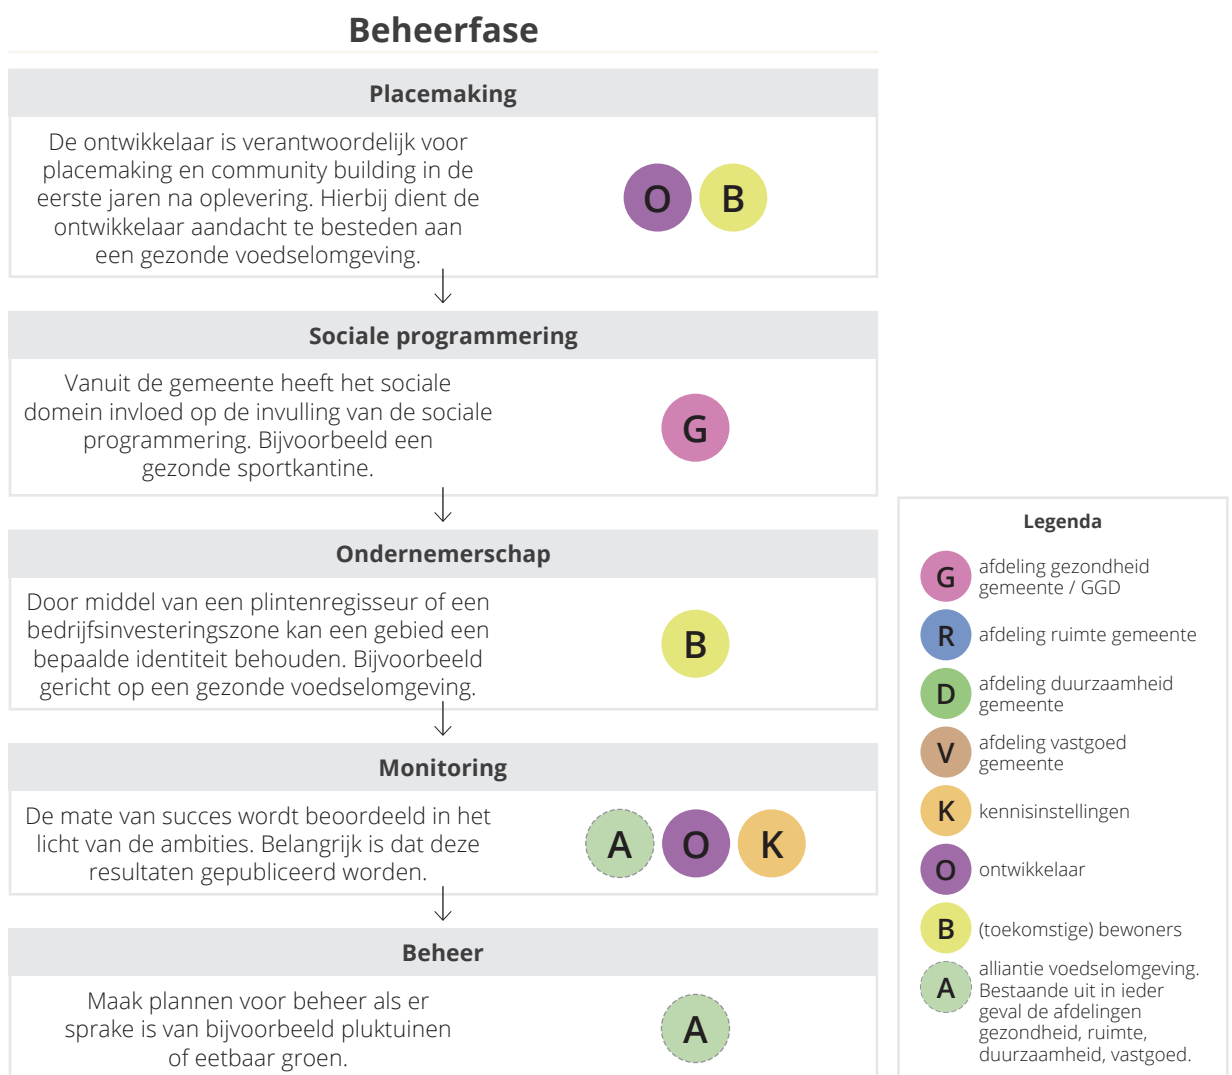 Beheerfase
Placemaking
De ontwikkelaar is verantwoordelijk voor
placemaking en community building in de
eerste jaren na oplevering. Hierbij dient de
ontwikkelaar aandacht te besteden aan
een gezonde voedselomgeving.
O
B
Sociale programmering
Vanuit de gemeente heeft het sociale
domein invloed op de invulling van de sociale
programmering. Bijvoorbeeld een
gezonde sportkantine.
G
Ondernemerschap
Door middel van een plintenregisseur of een
bedrijfsinvesteringszone kan een gebied een
bepaalde identiteit behouden. Bijvoorbeeld
gericht op een gezonde voedselomgeving.
B
Monitoring
De mate van succes wordt beoordeeld in het
licht van de ambities. Belangrijk is dat deze
resultaten gepubliceerd worden.
A
O
K
Beheer
Maak plannen voor beheer als er
sprake is van bijvoorbeeld pluktuinen
of eetbaar groen.
A
Legenda
G
afdeling gezondheid
gemeente / GGD
R
afdeling ruimte gemeente
D
afdeling duurzaamheid
gemeente
V
afdeling vastgoed
gemeente
K
kennisinstellingen
O
ontwikkelaar
B
(toekomstige) bewoners
A
alliantie voedselomgeving.
Bestaande uit in ieder
geval de afdelingen
gezondheid, ruimte,
duurzaamheid, vastgoed.